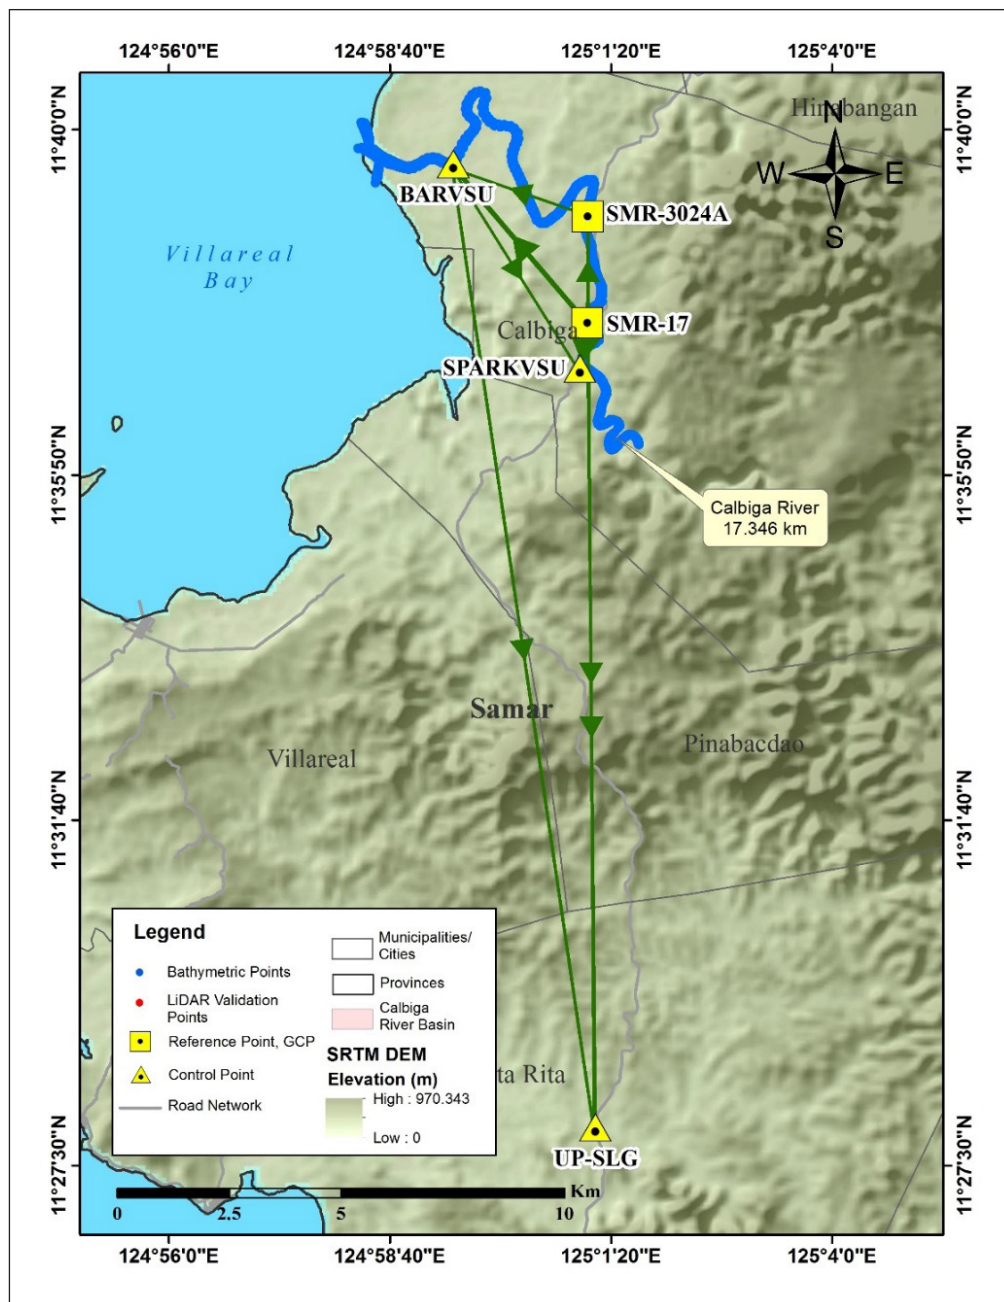 124°56'0"E
124°58'40"E
125°1'20"E
125°4'0"E
11°40'0"N
11°40'0"N
Hinabangan
N
W
E
S
BARVSU
SMR-3024A
Villareal
Bay
SMR-17
Calbiga
SPARKVSU
11°35'50"N
11°35'50"N
Calbiga River
17.346 km
Samar
Villareal
Pinabacdao
11°31'40"N
11°31'40"N
Legend
Bathymetric Points
LiDAR Validation
Points
Reference Point, GCP
Control Point
Road Network
Municipalities/
Cities
Provinces
Calbiga
River Basin
SRTM DEM
Elevation (m)
High : 970.343
Low : 0
ta Rita
UP-SLG
11°27'30"N
11°27'30"N
Km
0
2.5
5
10
124°56'0"E
124°58'40"E
125°1'20"E
125°4'0"E